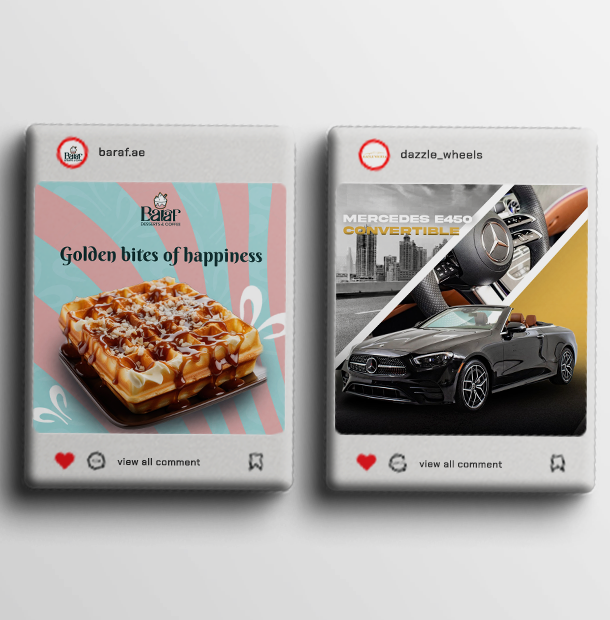 baraf.ae
Baraf
DESSERTS & COFFEE
Golden bites of happiness
view all comment
dazzle_wheels
MERCEDES E450
CONVERTIBLE
view all comment